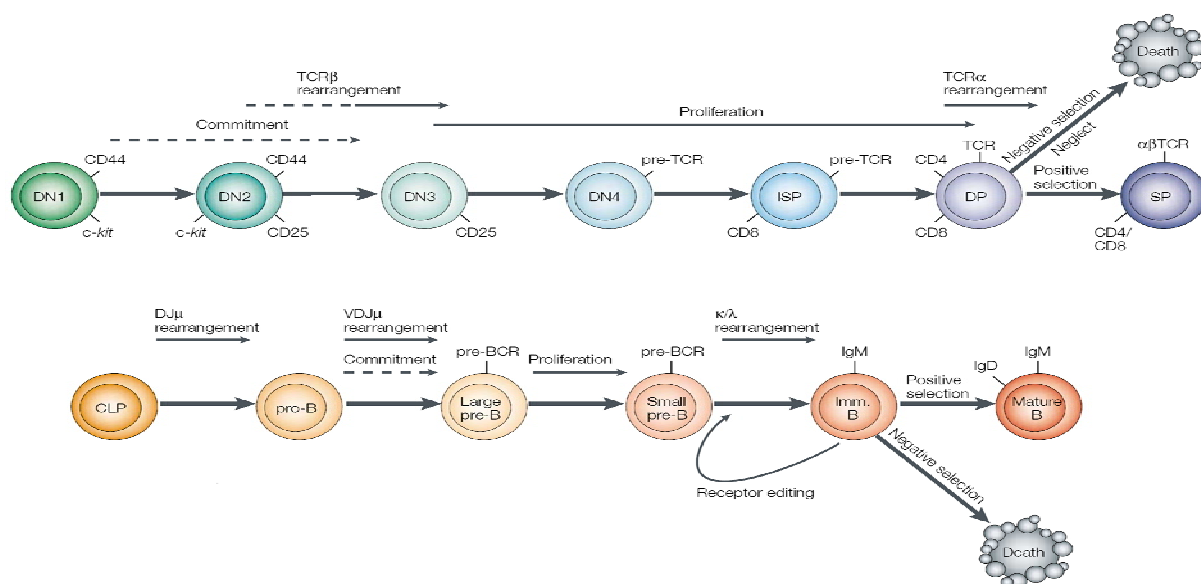 Death
TCRβ
rearrangement
TCRα
rearrangement
Commitment
Proliferation
Negative selection
Neglect
CD44
CD44
pre-TCR
pre-TCR
CD4
TCR
Positive
selection
αβTCR
DN1
DN2
DN3
DN4
ISP
DP
SP
c-kit
c-kit
CD25
CD25
CD8
CD8
CD4/
CD8
DJμ
rearrangement
VDJμ
rearrangement
Commitment
κ/λ
rearrangement
pre-BCR
Proliferation
pre-BCR
IgM
IgD
IgM
Positive
selection
CLP
pro-B
Large
pre-B
Small
pre-B
Imm.
B
Mature
B
Negative selection
Receptor editing
Death